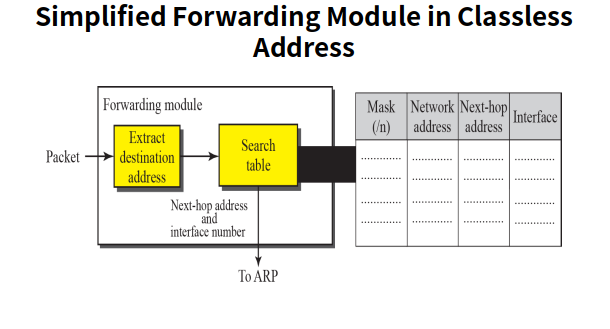 Simplified Forwarding Module in Classless
Address
Forwarding module
Packet
Extract
destination
address
Search
table
Next-hop address
and
interface number
To ARP
Mask
(/n)
Network
address
Next-hop
address
Interface